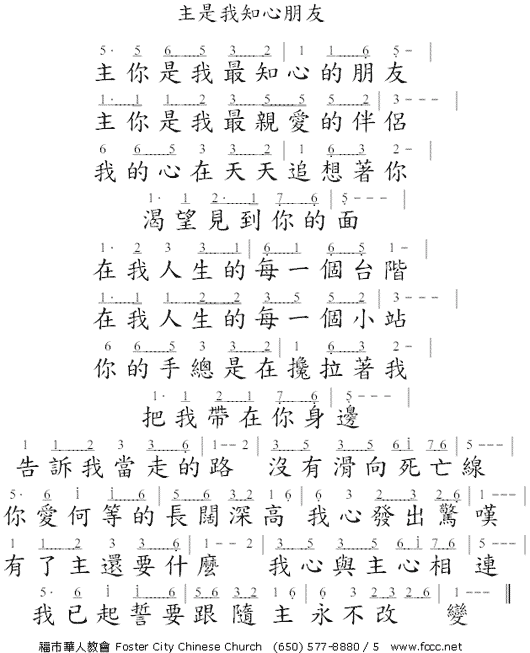 主是我知心朋友
5· 5 6 5 3 2 | 1 1 6 5 - |
主你是我最知心的朋友
1· 1 1 2 3 5 5 5 2 | 3 --- |
主你是我最親愛的伴侶
6 6 5 3 3 2 | 1 6 3 2 - |
我的心在天天追想著你
1· 1 2· 1 7 6 | 5 --- |
渴望見到你的面
1· 2 3 3 1 | 6 1 6 5 1 - |
在我人生的每一個台階
1· 1 1 2 2 3 5 5 2 | 3 --- |
在我人生的每一個小站
6 6 5 3 3 2 | 1 6 3 2 - |
你的手總是在攙拉著我
1· 1 2 1 7 6 | 5 --- |
把我帶在你身邊
1 1 2 3 3 6 | 1 -- 2 | 3 5 3 5 6 i 7 6 | 5 --- |
告訴我當走的路 沒有滑向死亡線
5· 6 i i 6 | 5 6 3 2 1 6 | 3 2 3 2 6 | 1 --- |
你愛何等的長闊深高 我心發出驚嘆
1 1 2 3 3 6 | 1 -- 2 | 3 5 3 5 6 i 6 | 5 --- |
有了主還要什麼 我心與主心相連
5· 6 i i 6 | 5 6 3 2 1 6 | 3 2 3 2 6 | 1 --- ‖
我已起誓要跟隨主永不改變
福市華人教會 Foster City Chinese Church (650) 577-8880 / 5 www.fccc.net